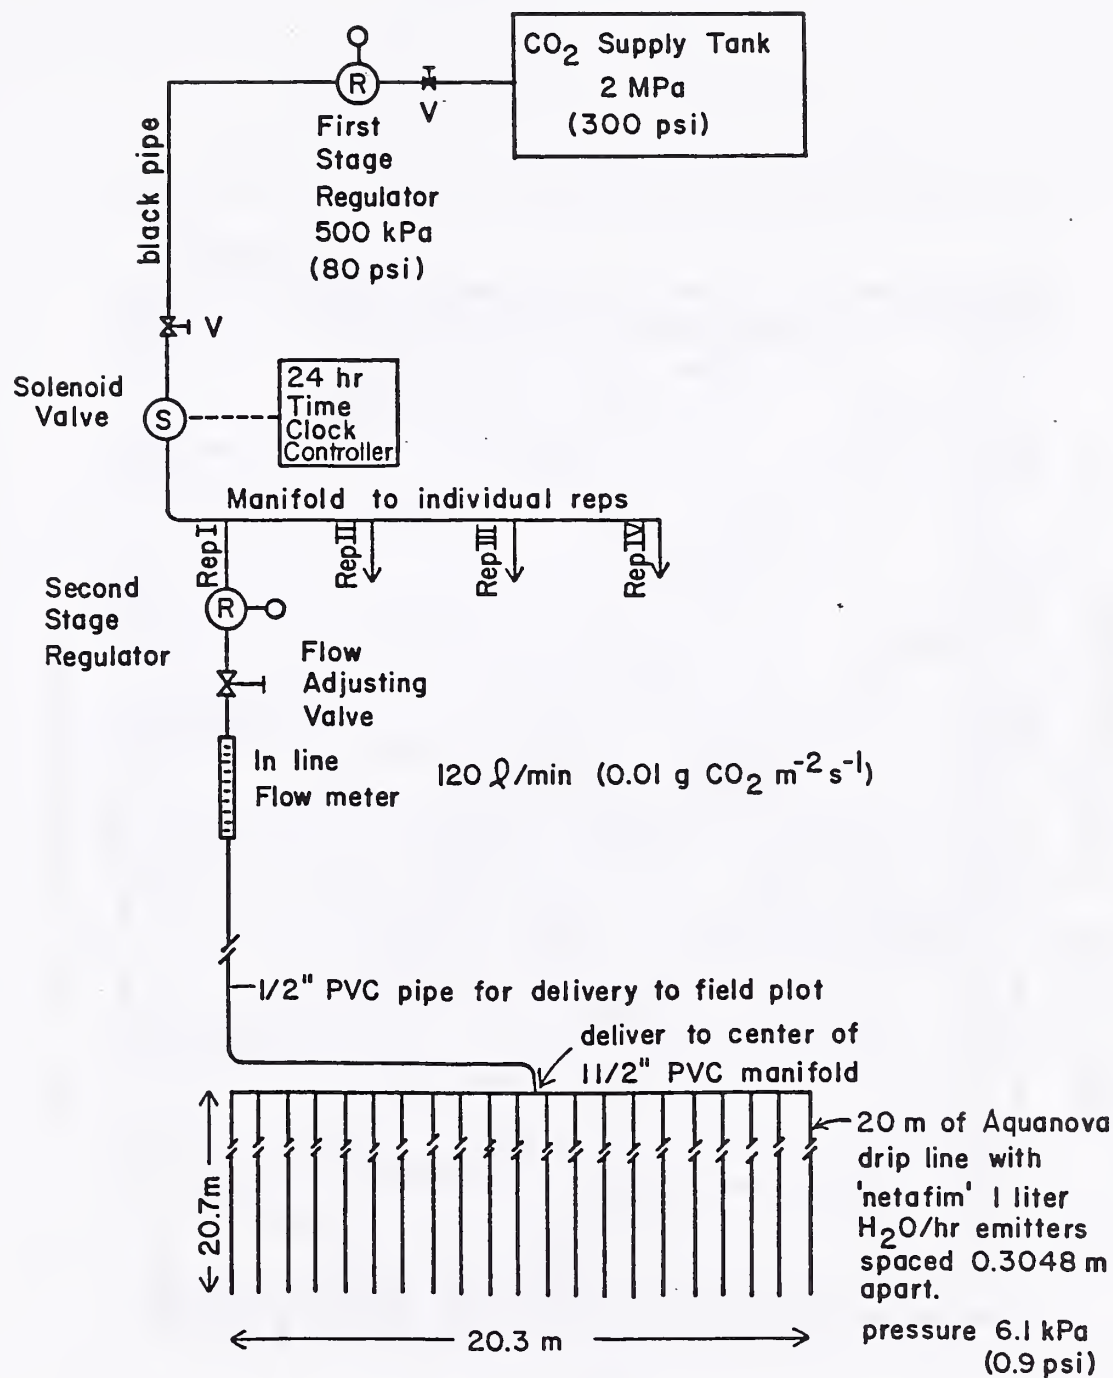 CO₂ Supply Tank
2 MPa
(300 psi)
R
V
First
Stage
Regulator
500 kPa
(80 psi)
black pipe
V
Solenoid
Valve
S
24 hr
Time
Clock
Controller
Manifold to individual reps
Rep I
Rep II
Rep III
Rep IV
Second
Stage
Regulator
R
Flow
Adjusting
Valve
In line
Flow meter
120 ℓ/min (0.01 g CO₂ m⁻² s⁻¹)
1/2" PVC pipe for delivery to field plot
deliver to center of
1 1/2" PVC manifold
20.7m
20.3 m
20 m of Aquanova
drip line with
'netafim' 1 liter
H₂O/hr emitters
spaced 0.3048 m
apart.
pressure 6.1 kPa
(0.9 psi)